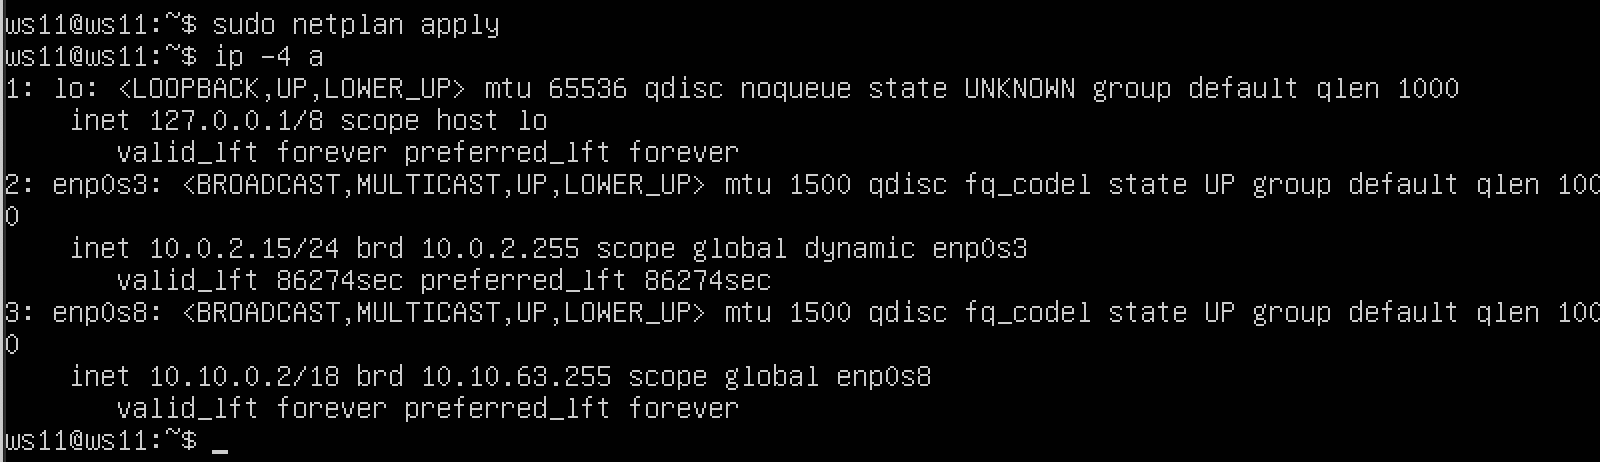 ws11@ws11:~$ sudo netplan apply
ws11@ws11:~$ ip -4 a
1: lo: <LOOPBACK,UP,LOWER_UP> mtu 65536 qdisc noqueue state UNKNOWN group default qlen 1000
    inet 127.0.0.1/8 scope host lo
       valid_lft forever preferred_lft forever
2: enp0s3: <BROADCAST,MULTICAST,UP,LOWER_UP> mtu 1500 qdisc fq_codel state UP group default qlen 100
0
    inet 10.0.2.15/24 brd 10.0.2.255 scope global dynamic enp0s3
       valid_lft 86274sec preferred_lft 86274sec
3: enp0s8: <BROADCAST,MULTICAST,UP,LOWER_UP> mtu 1500 qdisc fq_codel state UP group default qlen 100
0
    inet 10.10.0.2/18 brd 10.10.63.255 scope global enp0s8
       valid_lft forever preferred_lft forever
ws11@ws11:~$ _